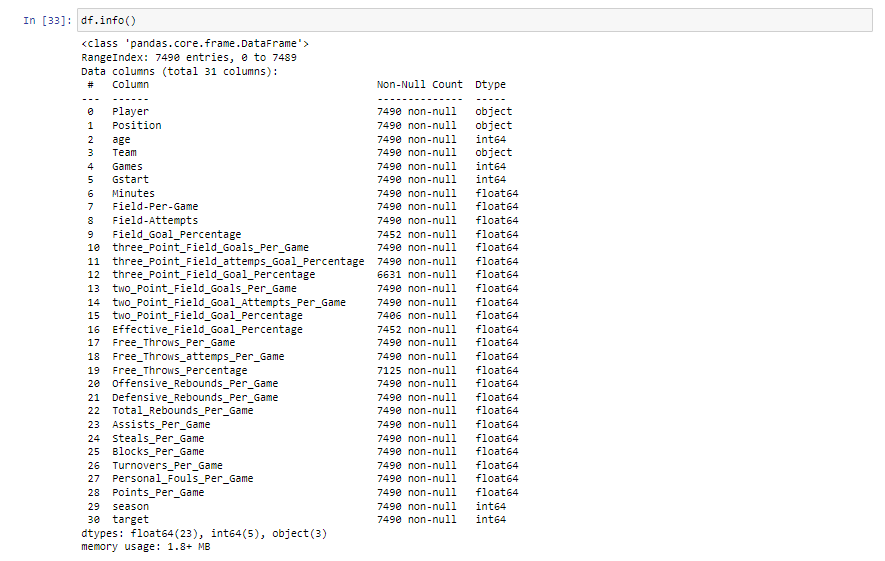 In [33]: df.info()
<class 'pandas.core.frame.DataFrame'>
RangeIndex: 7490 entries, 0 to 7489
Data columns (total 31 columns):
 #   Column                                 Non-Null Count  Dtype
---  ------                                 --------------  -----
 0   Player                                 7490 non-null   object
 1   Position                               7490 non-null   object
 2   age                                    7490 non-null   int64
 3   Team                                   7490 non-null   object
 4   Games                                  7490 non-null   int64
 5   Gstart                                 7490 non-null   int64
 6   Minutes                                7490 non-null   float64
 7   Field-Per-Game                         7490 non-null   float64
 8   Field-Attempts                         7490 non-null   float64
 9   Field_Goal_Percentage                  7452 non-null   float64
 10  three_Point_Field_Goals_Per_Game       7490 non-null   float64
 11  three_Point_Field_attemps_Goal_Percentage  7490 non-null   float64
 12  three_Point_Field_Goal_Percentage      6631 non-null   float64
 13  two_Point_Field_Goals_Per_Game         7490 non-null   float64
 14  two_Point_Field_Goal_Attempts_Per_Game  7490 non-null   float64
 15  two_Point_Field_Goal_Percentage        7406 non-null   float64
 16  Effective_Field_Goal_Percentage        7452 non-null   float64
 17  Free_Throws_Per_Game                   7490 non-null   float64
 18  Free_Throws_attemps_Per_Game           7490 non-null   float64
 19  Free_Throws_Percentage                 7125 non-null   float64
 20  Offensive_Rebounds_Per_Game            7490 non-null   float64
 21  Defensive_Rebounds_Per_Game            7490 non-null   float64
 22  Total_Rebounds_Per_Game                7490 non-null   float64
 23  Assists_Per_Game                       7490 non-null   float64
 24  Steals_Per_Game                        7490 non-null   float64
 25  Blocks_Per_Game                        7490 non-null   float64
 26  Turnovers_Per_Game                     7490 non-null   float64
 27  Personal_Fouls_Per_Game                7490 non-null   float64
 28  Points_Per_Game                        7490 non-null   float64
 29  season                                 7490 non-null   int64
 30  target                                 7490 non-null   int64
dtypes: float64(23), int64(5), object(3)
memory usage: 1.8+ MB